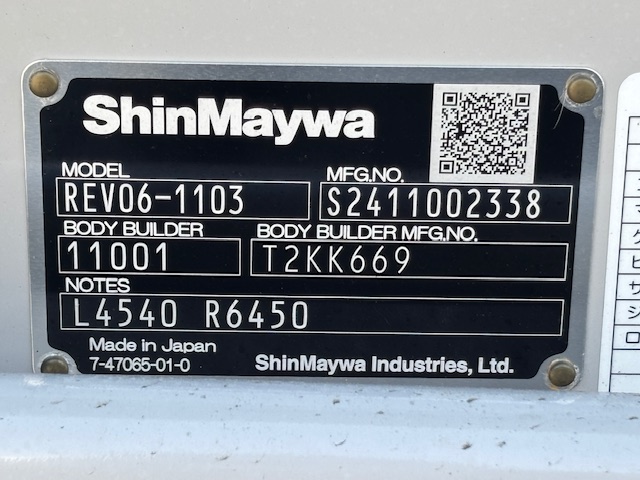 ShinMaywa
MODEL
REV06-1103
MFG.NO.
S2411002338
BODY BUILDER
11001
BODY BUILDER MFG.NO.
T2KK669
NOTES
L4540 R6450
Made in Japan
7-47065-01-0
ShinMaywa Industries, Ltd.